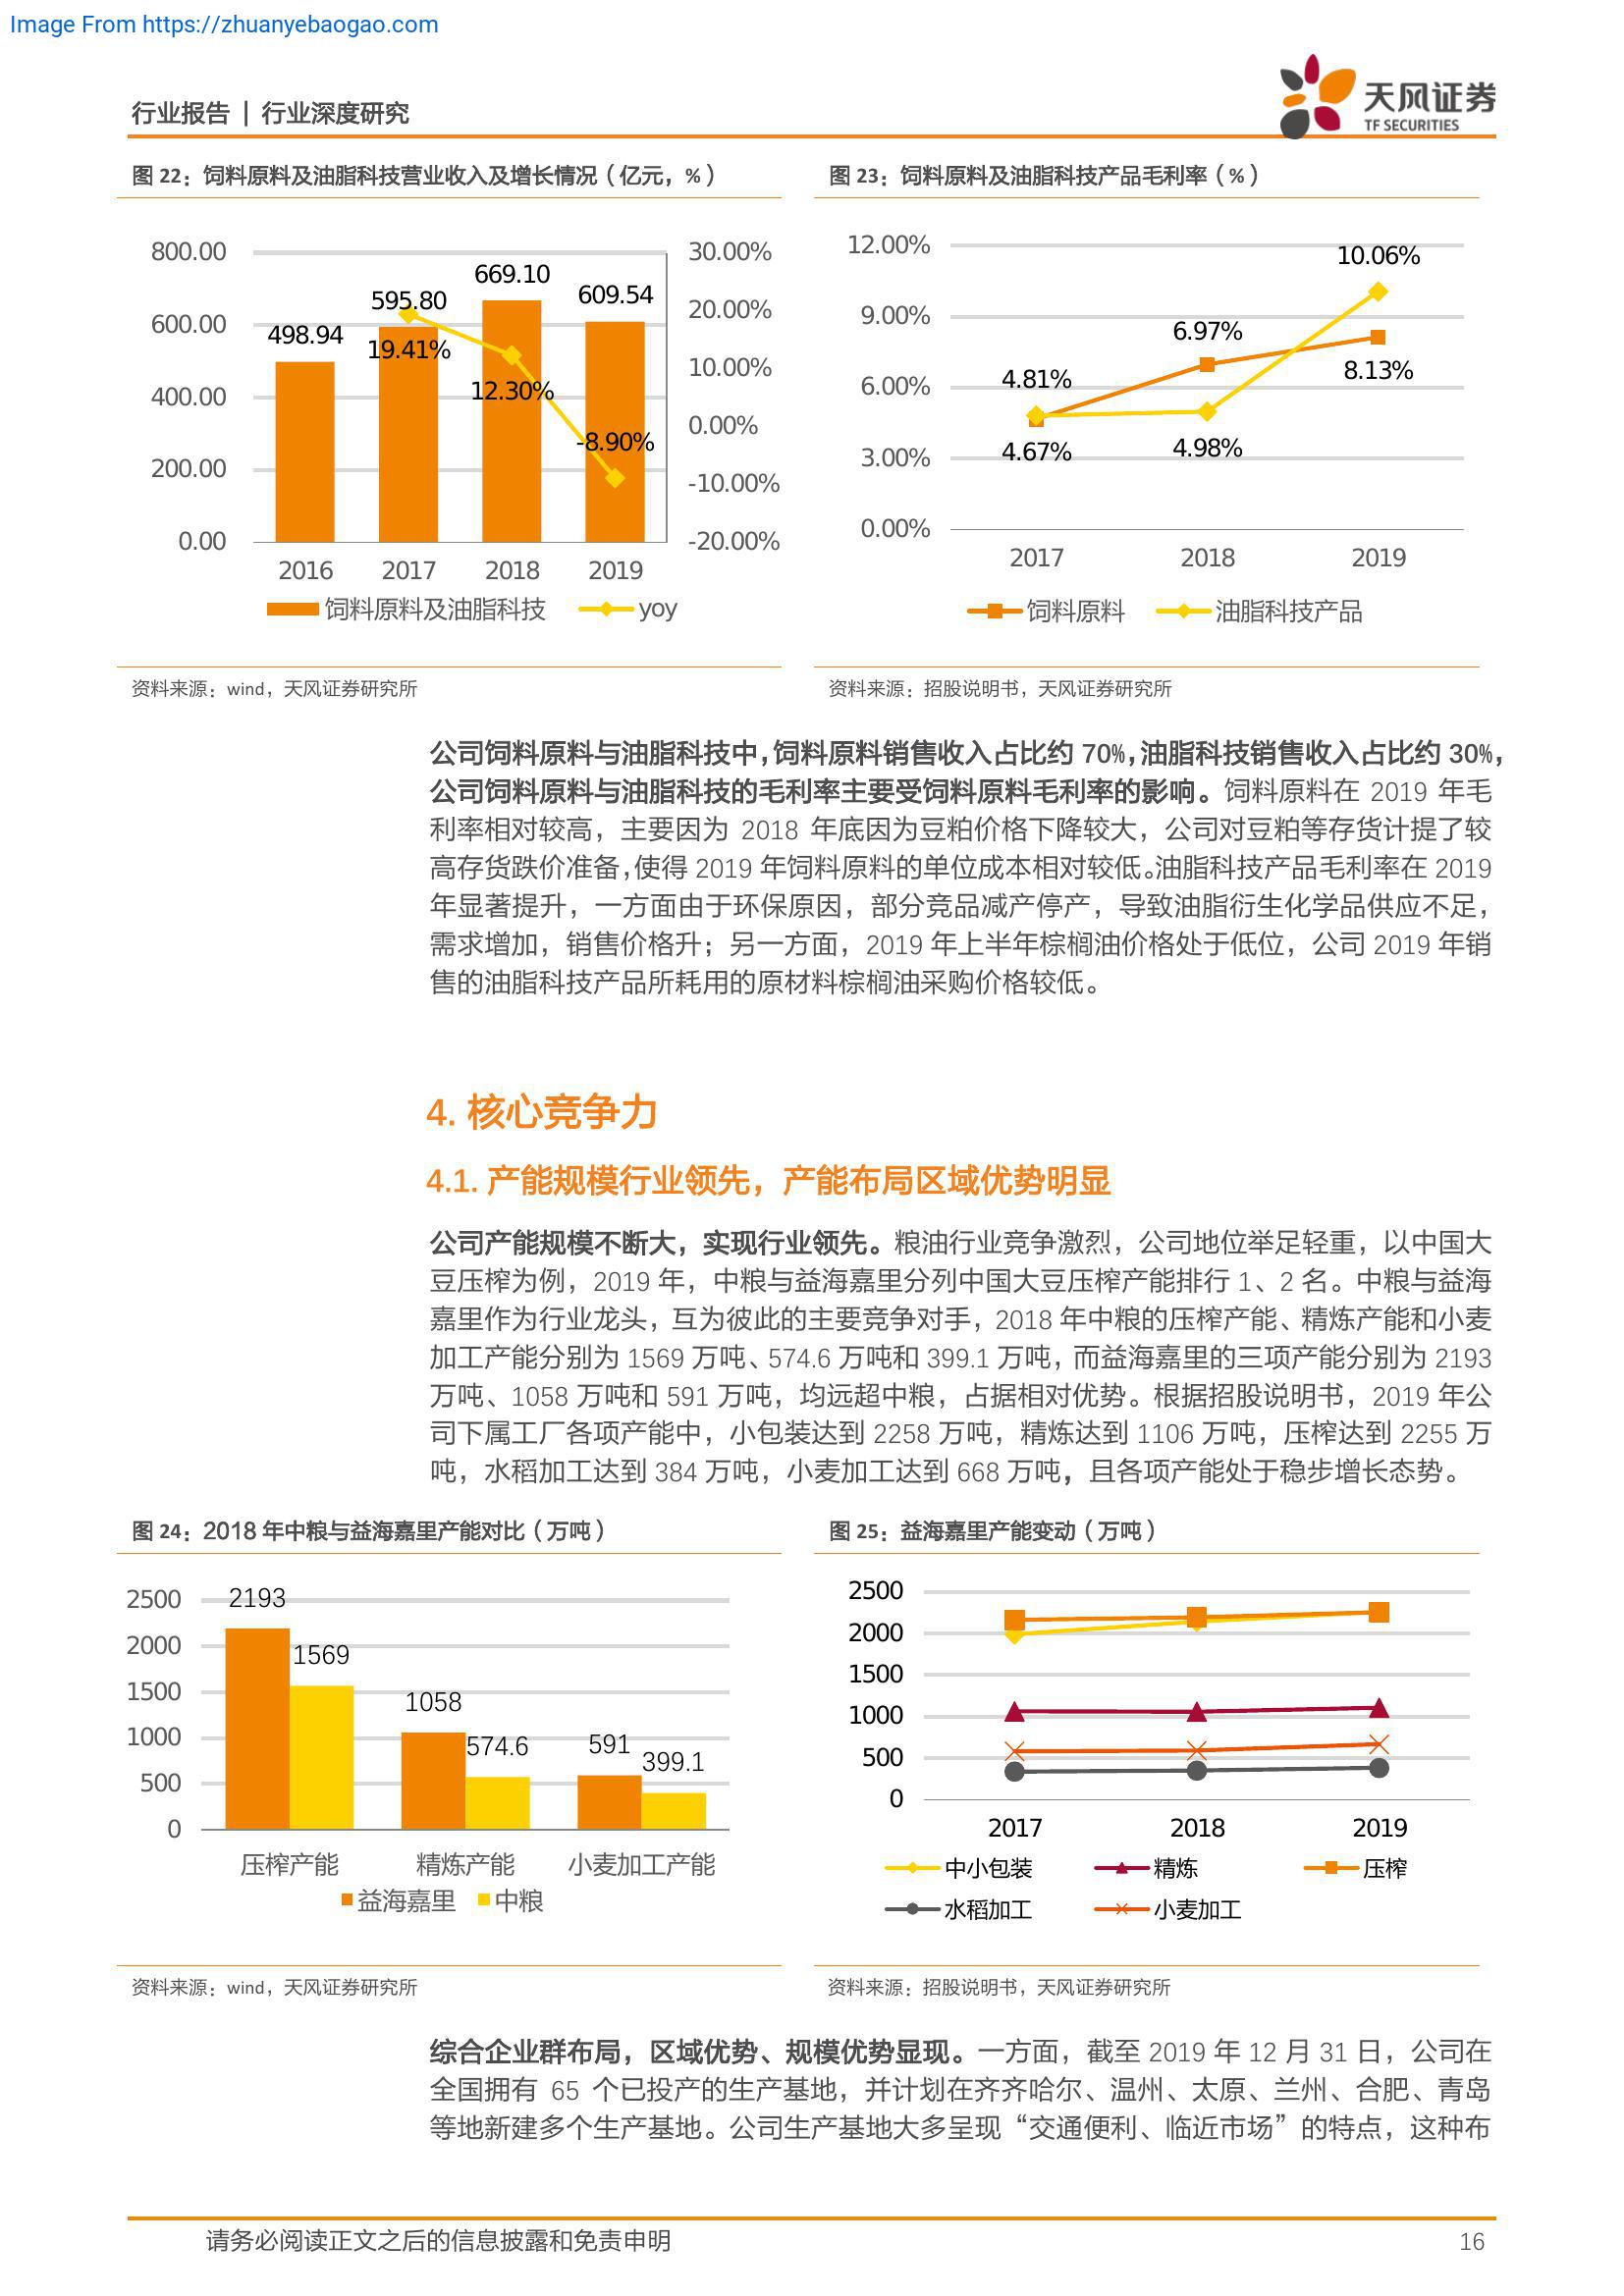 Image From https://zhuanyebaogao.com
行业报告 | 行业深度研究
天风证券
TF SECURITIES
图 22：饲料原料及油脂科技营业收入及增长情况（亿元，%）
800.00
600.00
400.00
200.00
0.00
30.00%
20.00%
10.00%
0.00%
-10.00%
-20.00%
498.94
595.80
669.10
609.54
19.41%
12.30%
-8.90%
2016 2017 2018 2019
饲料原料及油脂科技 yoy
资料来源：wind，天风证券研究所
图 23：饲料原料及油脂科技产品毛利率（%）
12.00%
9.00%
6.00%
3.00%
0.00%
4.81%
6.97%
10.06%
4.67%
4.98%
8.13%
2017 2018 2019
饲料原料 油脂科技产品
资料来源：招股说明书，天风证券研究所
公司饲料原料与油脂科技中，饲料原料销售收入占比约 70%，油脂科技销售收入占比约 30%，
公司饲料原料与油脂科技的毛利率主要受饲料原料毛利率的影响。饲料原料在 2019 年毛
利率相对较高，主要因为 2018 年底因为豆粕价格下降较大，公司对豆粕等存货计提了较
高存货跌价准备，使得 2019 年饲料原料的单位成本相对较低。油脂科技产品毛利率在 2019
年显著提升，一方面由于环保原因，部分竞品减产停产，导致油脂衍生化学品供应不足，
需求增加，销售价格升；另一方面，2019 年上半年棕榈油价格处于低位，公司 2019 年销
售的油脂科技产品所耗用的原材料棕榈油采购价格较低。
4. 核心竞争力
4.1. 产能规模行业领先，产能布局区域优势明显
公司产能规模不断大，实现行业领先。粮油行业竞争激烈，公司地位举足轻重，以中国大
豆压榨为例，2019 年，中粮与益海嘉里分列中国大豆压榨产能排行 1、2 名。中粮与益海
嘉里作为行业龙头，互为彼此的主要竞争对手，2018 年中粮的压榨产能、精炼产能和小麦
加工产能分别为 1569 万吨、574.6 万吨和 399.1 万吨，而益海嘉里的三项产能分别为 2193
万吨、1058 万吨和 591 万吨，均远超中粮，占据相对优势。根据招股说明书，2019 年公
司下属工厂各项产能中，小包装达到 2258 万吨，精炼达到 1106 万吨，压榨达到 2255 万
吨，水稻加工达到 384 万吨，小麦加工达到 668 万吨，且各项产能处于稳步增长态势。
图 24：2018 年中粮与益海嘉里产能对比（万吨）
2500
2000
1500
1000
500
0
2193
1569
1058
574.6
591
399.1
压榨产能 精炼产能 小麦加工产能
益海嘉里 中粮
资料来源：wind，天风证券研究所
图 25：益海嘉里产能变动（万吨）
2500
2000
1500
1000
500
0
2017 2018 2019
中小包装 精炼 压榨
水稻加工 小麦加工
资料来源：招股说明书，天风证券研究所
综合企业群布局，区域优势、规模优势显现。一方面，截至 2019 年 12 月 31 日，公司在
全国拥有 65 个已投产的生产基地，并计划在齐齐哈尔、温州、太原、兰州、合肥、青岛
等地新建多个生产基地。公司生产基地大多呈现“交通便利、临近市场”的特点，这种布
请务必阅读正文之后的信息披露和免责申明
16